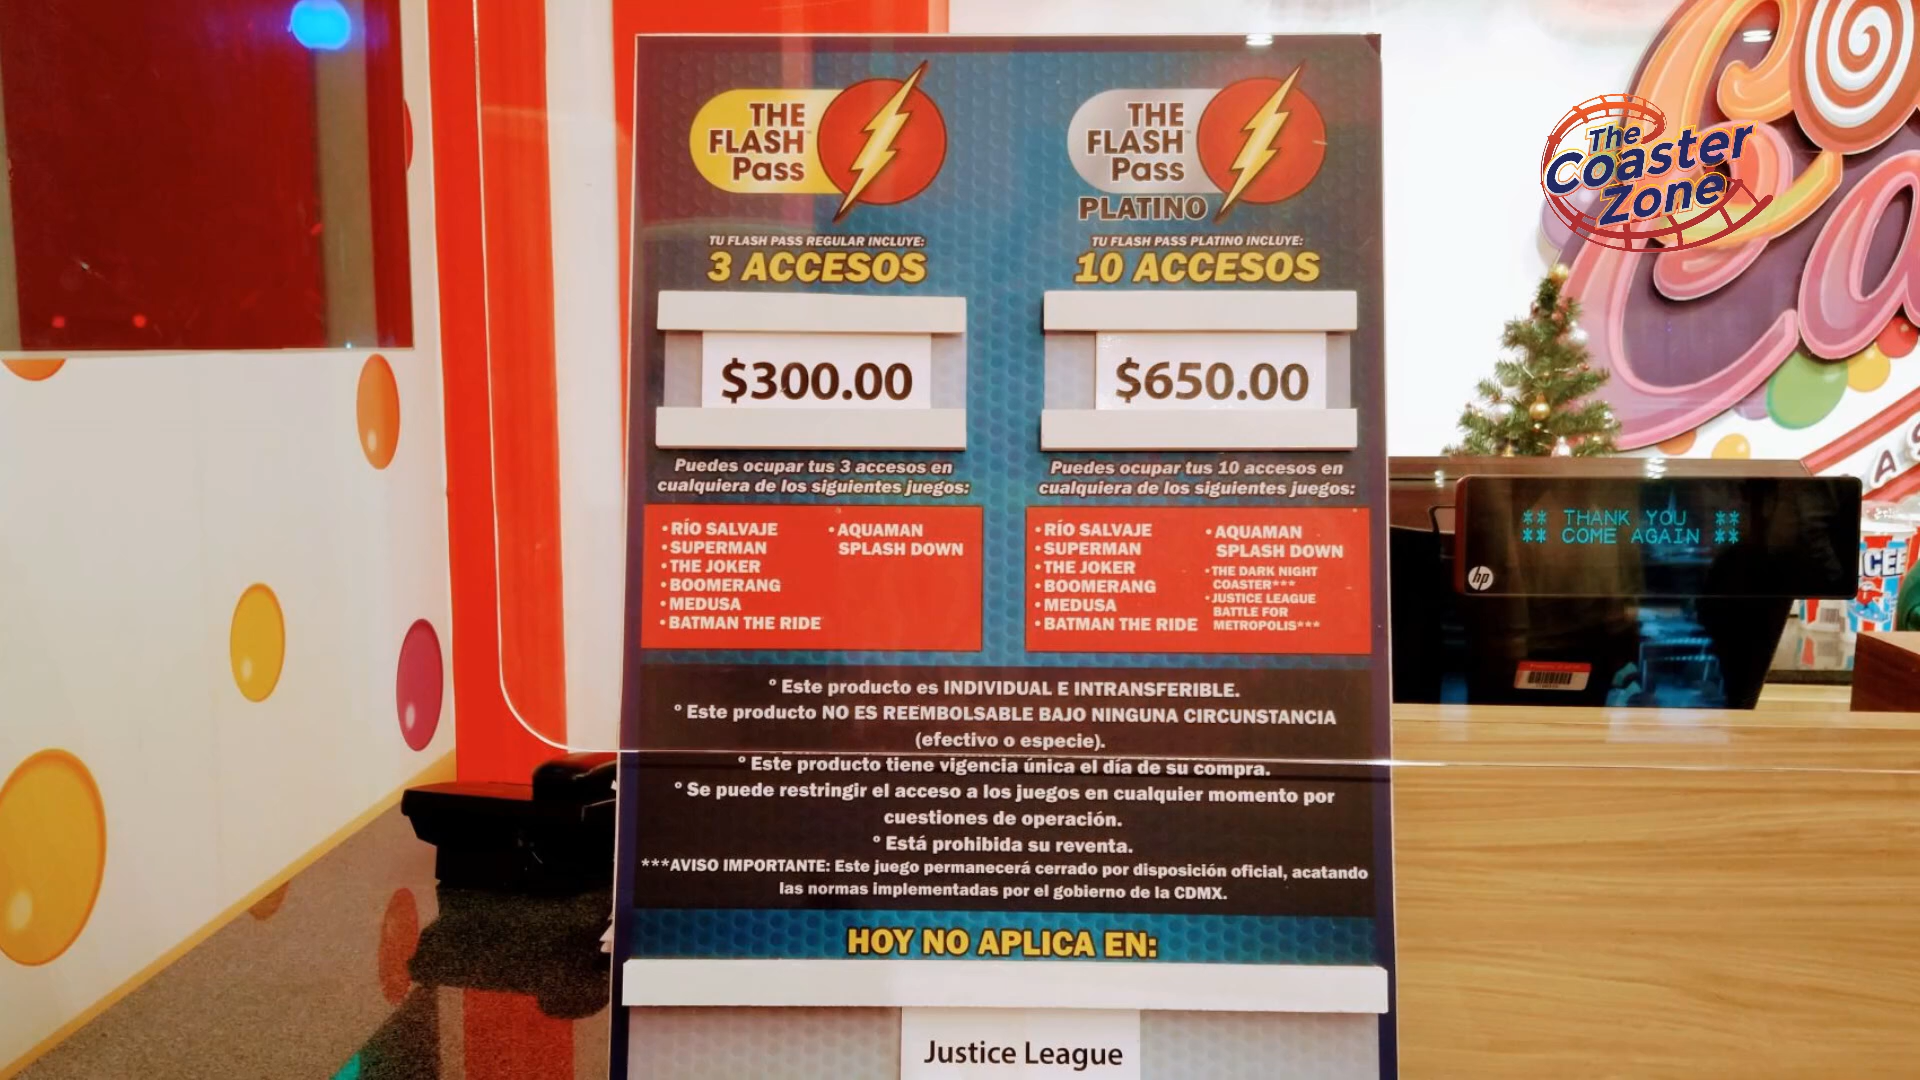 THE
FLASH
Pass
TU FLASH PASS REGULAR INCLUYE:
3 ACCESOS
$300.00
Puedes ocupar tus 3 accesos en
cualquiera de los siguientes juegos:
• RÍO SALVAJE
• SUPERMAN
• THE JOKER
• BOOMERANG
• MEDUSA
• BATMAN THE RIDE
• AQUAMAN
SPLASH DOWN
THE
FLASH
Pass
PLATINO
TU FLASH PASS PLATINO INCLUYE:
10 ACCESOS
$650.00
Puedes ocupar tus 10 accesos en
cualquiera de los siguientes juegos:
• RÍO SALVAJE
• SUPERMAN
• THE JOKER
• BOOMERANG
• MEDUSA
• BATMAN THE RIDE
• AQUAMAN
SPLASH DOWN
• THE DARK NIGHT
COASTER***
• JUSTICE LEAGUE
BATTLE FOR
METROPOLIS***
° Este producto es INDIVIDUAL E INTRANSFERIBLE.
° Este producto NO ES REEMBOLSABLE BAJO NINGUNA CIRCUNSTANCIA
(efectivo o especie).
° Este producto tiene vigencia única el día de su compra.
° Se puede restringir el acceso a los juegos en cualquier momento por
cuestiones de operación.
° Está prohibida su reventa.
***AVISO IMPORTANTE: Este juego permanecerá cerrado por disposición oficial, acatando
las normas implementadas por el gobierno de la CDMX.
HOY NO APLICA EN:
Justice League
The
Coaster
Zone
** THANK YOU **
** COME AGAIN **
hp
ICEE